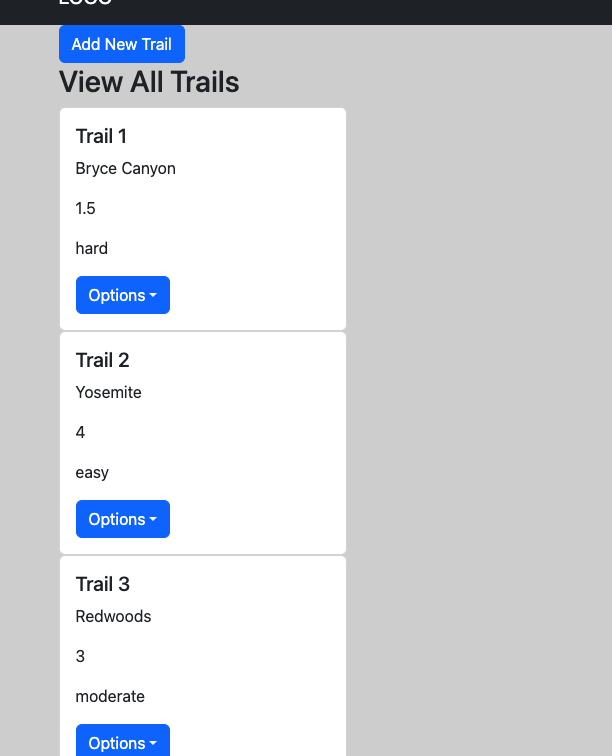 LOGO
Add New Trail
View All Trails
Trail 1
Bryce Canyon
1.5
hard
Options
Trail 2
Yosemite
4
easy
Options
Trail 3
Redwoods
3
moderate
Options